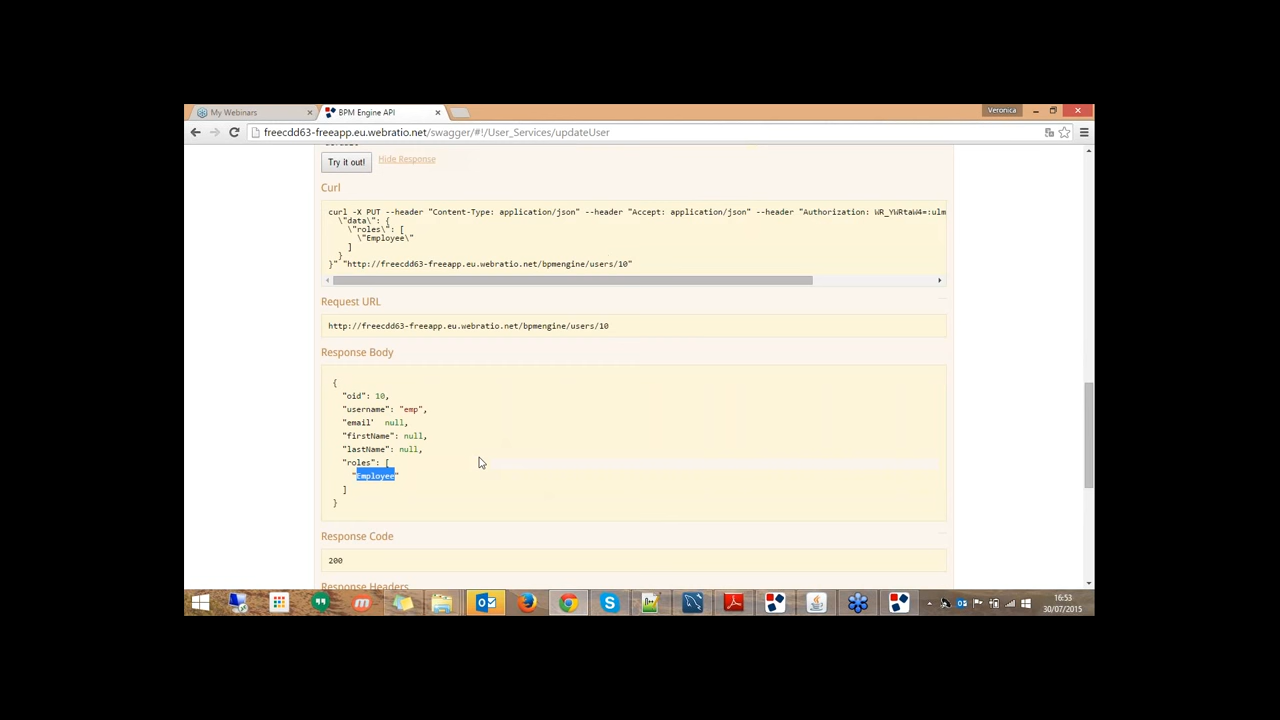 My Webinars
BPM Engine API
Veronica
freecdd63-freeapp.eu.webratio.net/swagger/#!/User_Services/updateUser
Try it out!
Hide Response
Curl
curl -X PUT --header "Content-Type: application/json" --header "Accept: application/json" --header "Authorization: WR_YWRtaW4=:ulm
\"data\": {
\"roles\": [
\"Employee\"
]
}
}" "http://freecdd63-freeapp.eu.webratio.net/bpmengine/users/10"
Request URL
http://freecdd63-freeapp.eu.webratio.net/bpmengine/users/10
Response Body
{
"oid": 10,
"username": "emp",
"email" null,
"firstName": null,
"lastName": null,
"roles": [
"Employee"
]
}
Response Code
200
Response Headers
16:53
30/07/2015